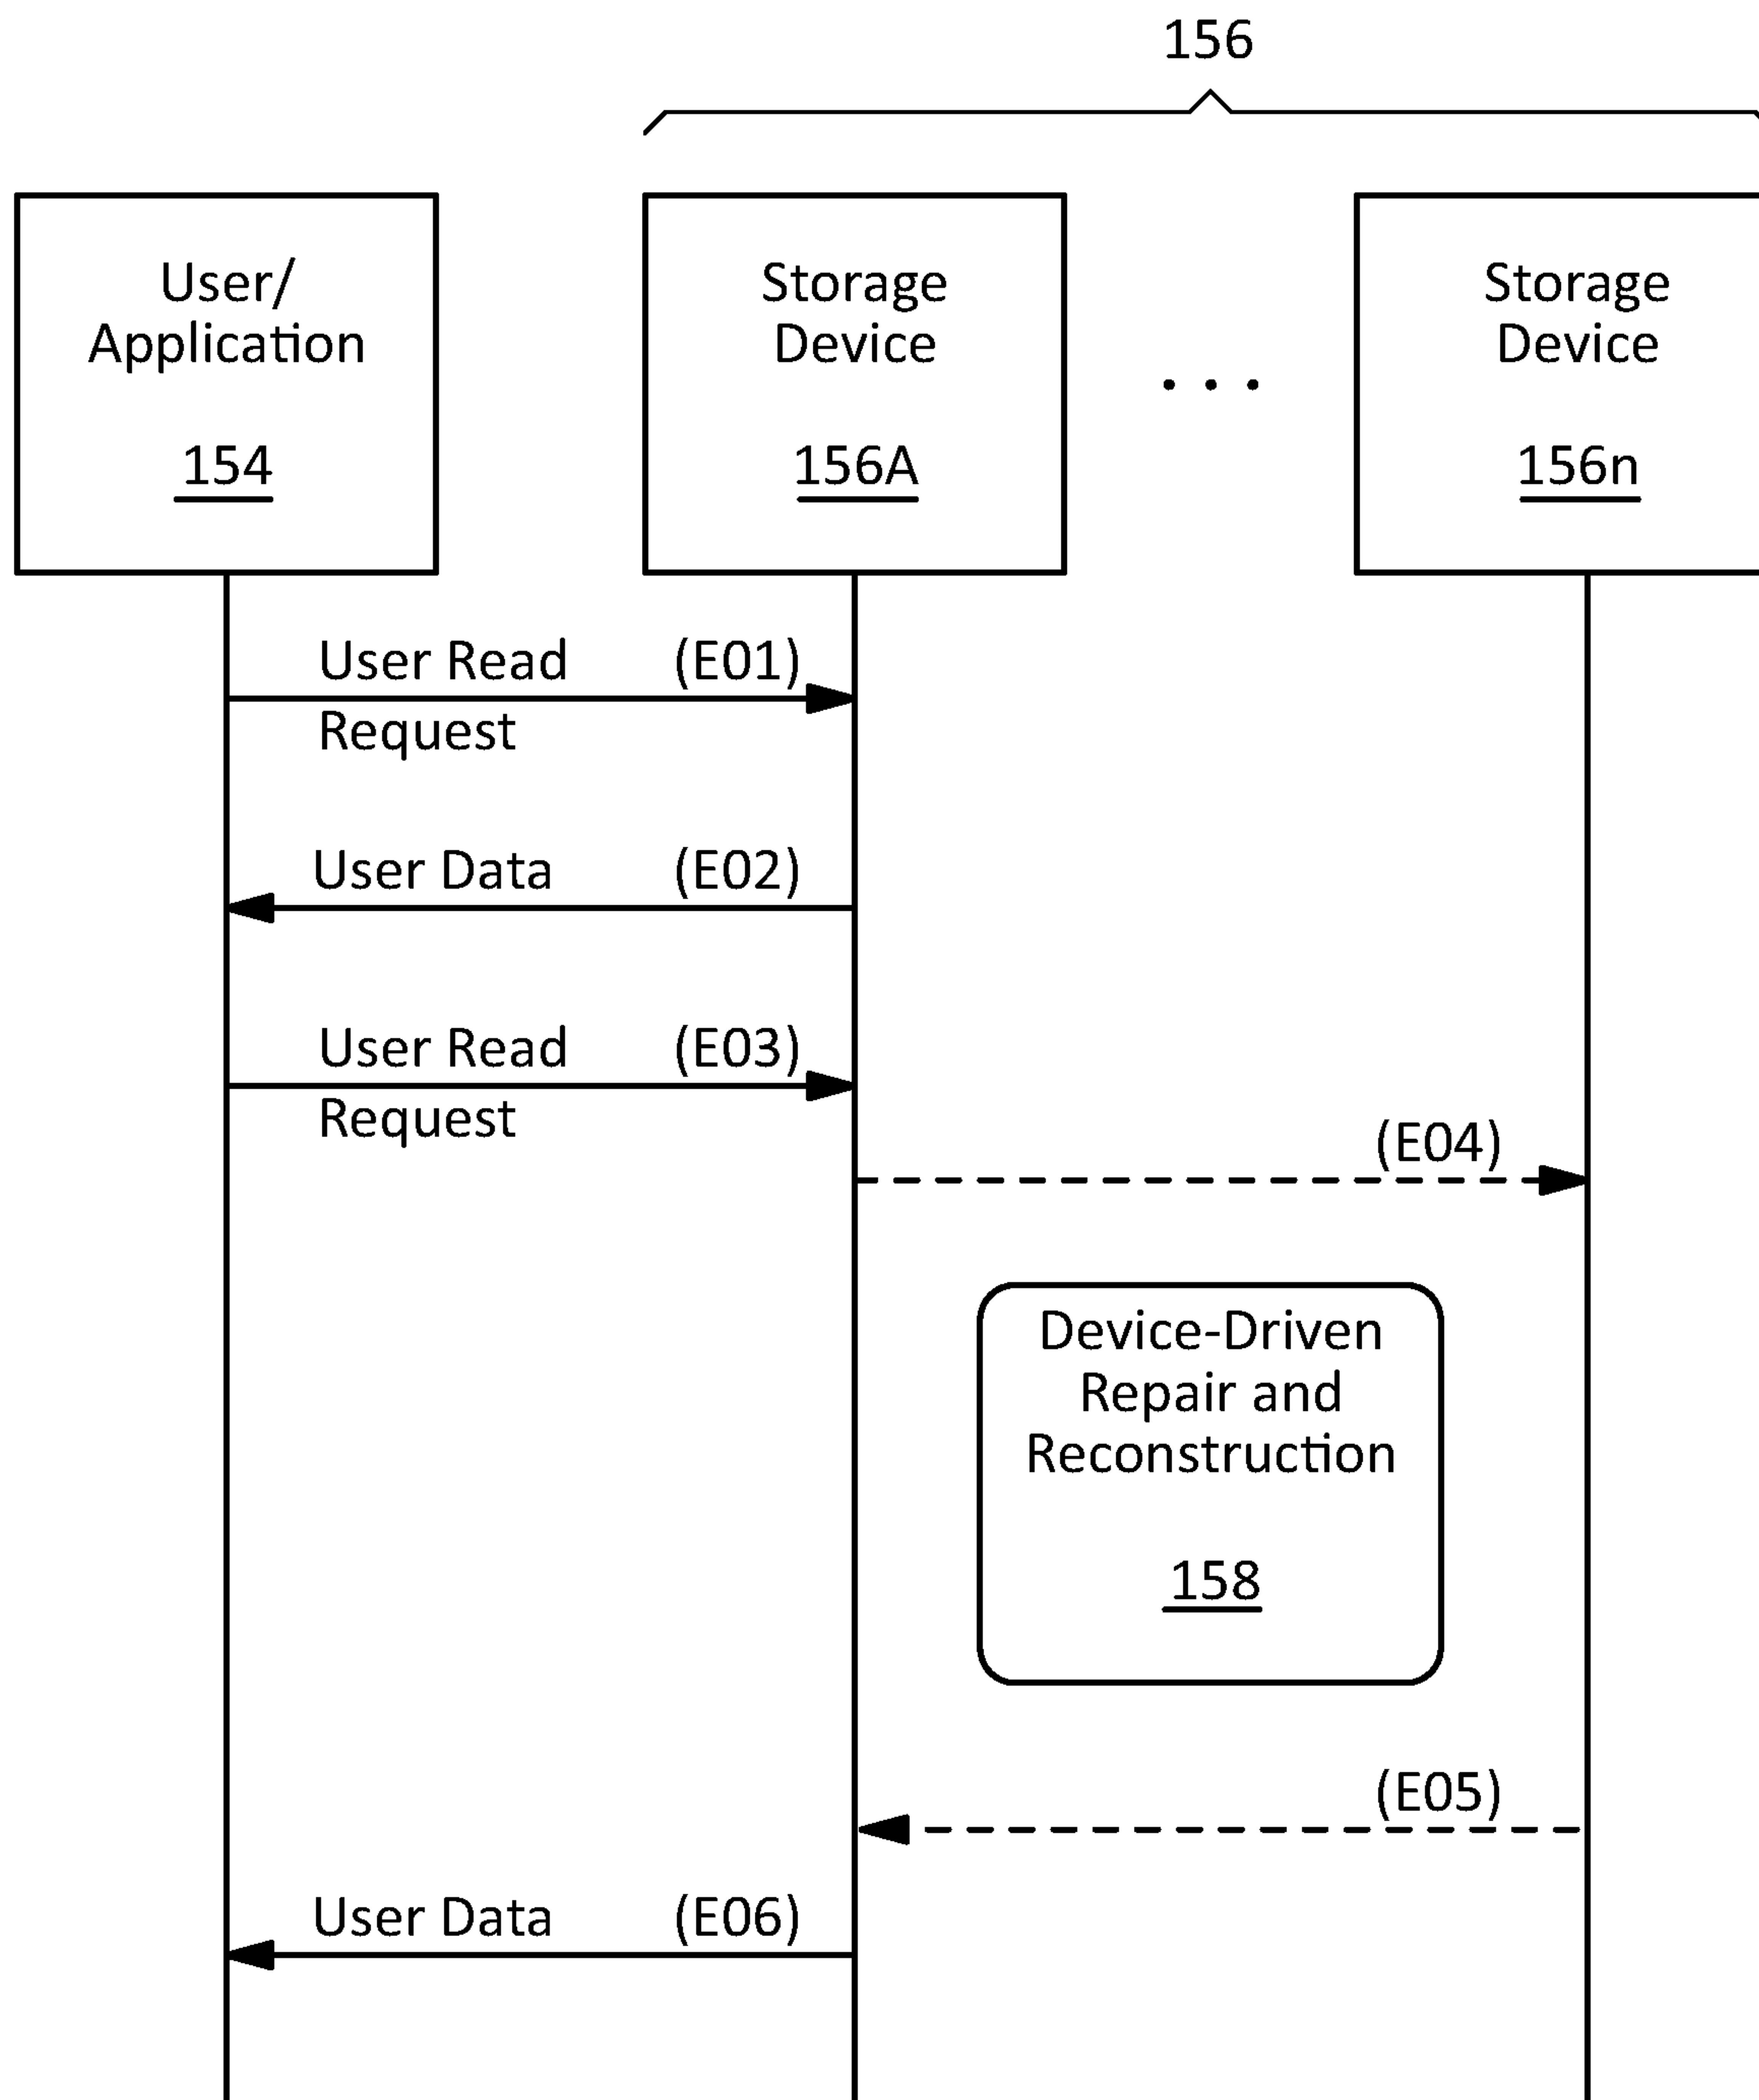 156
User/
Application
154
Storage
Device
156A
. . .
Storage
Device
156n
User Read (E01)
Request
User Data (E02)
User Read (E03)
Request
(E04)
Device-Driven
Repair and
Reconstruction
158
(E05)
User Data (E06)